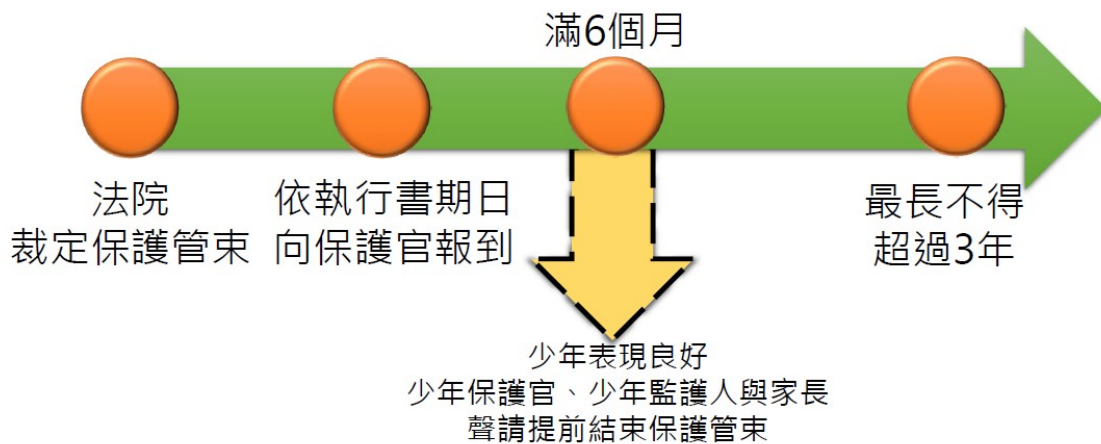 滿6個月
法院
裁定保護管束
依執行書期日
向保護官報到
最長不得
超過3年
少年表現良好
少年保護官、少年監護人與家長
聲請提前結束保護管束